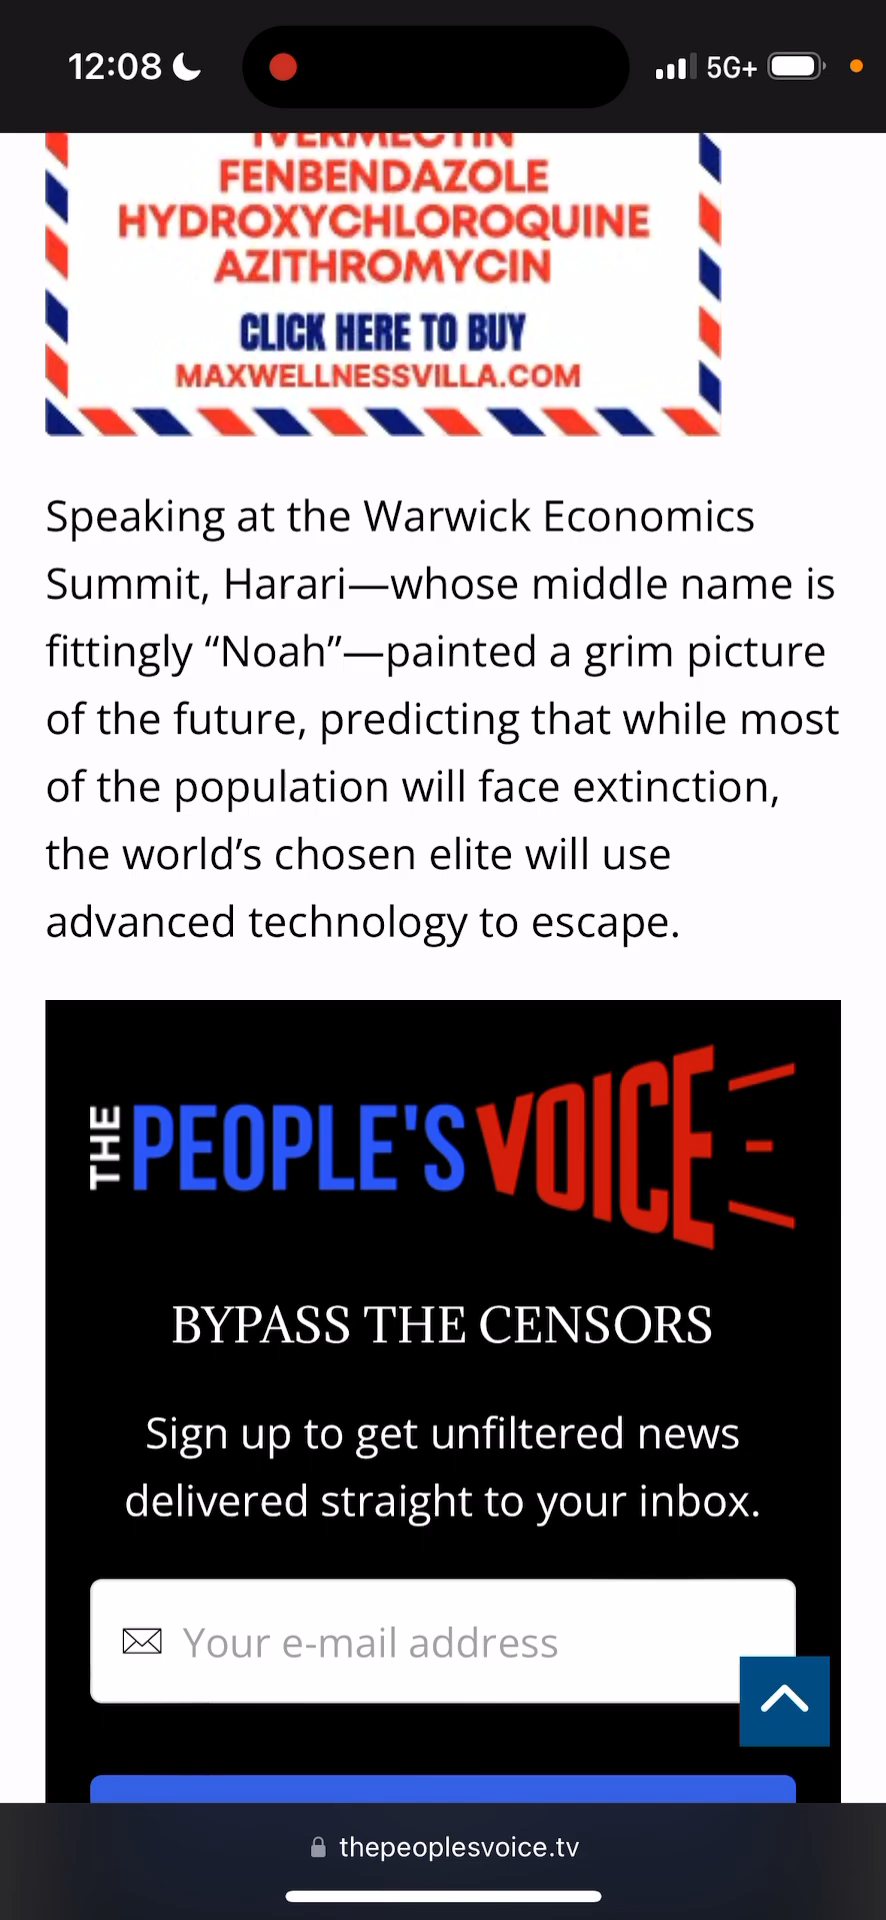 12:08
5G+
IVERMECTIN
FENBENDAZOLE
HYDROXYCHLOROQUINE
AZITHROMYCIN
CLICK HERE TO BUY
MAXWELLNESSVILLA.COM
Speaking at the Warwick Economics
Summit, Harari—whose middle name is
fittingly “Noah”—painted a grim picture
of the future, predicting that while most
of the population will face extinction,
the world’s chosen elite will use
advanced technology to escape.
THE PEOPLE'S VOICE
BYPASS THE CENSORS
Sign up to get unfiltered news
delivered straight to your inbox.
Your e-mail address
thepeoplesvoice.tv